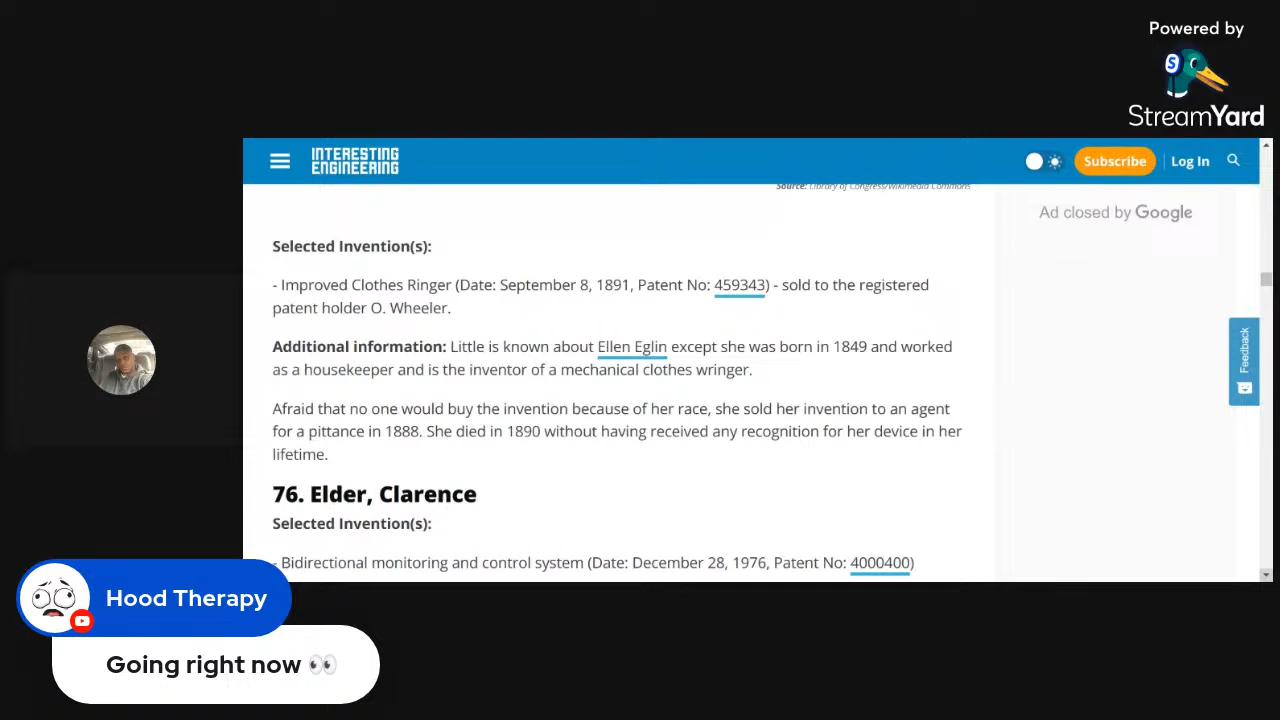 Powered by
S
StreamYard
INTERESTING
ENGINEERING
Subscribe
Log In
Source: Library of Congress/Wikimedia Commons
Ad closed by Google
Selected Invention(s):
- Improved Clothes Ringer (Date: September 8, 1891, Patent No: 459343) - sold to the registered
patent holder O. Wheeler.
Additional information: Little is known about Ellen Eglin except she was born in 1849 and worked
as a housekeeper and is the inventor of a mechanical clothes wringer.
Afraid that no one would buy the invention because of her race, she sold her invention to an agent
for a pittance in 1888. She died in 1890 without having received any recognition for her device in her
lifetime.
Feedback
76. Elder, Clarence
Selected Invention(s):
- Bidirectional monitoring and control system (Date: December 28, 1976, Patent No: 4000400)
Hood Therapy
Going right now 👀